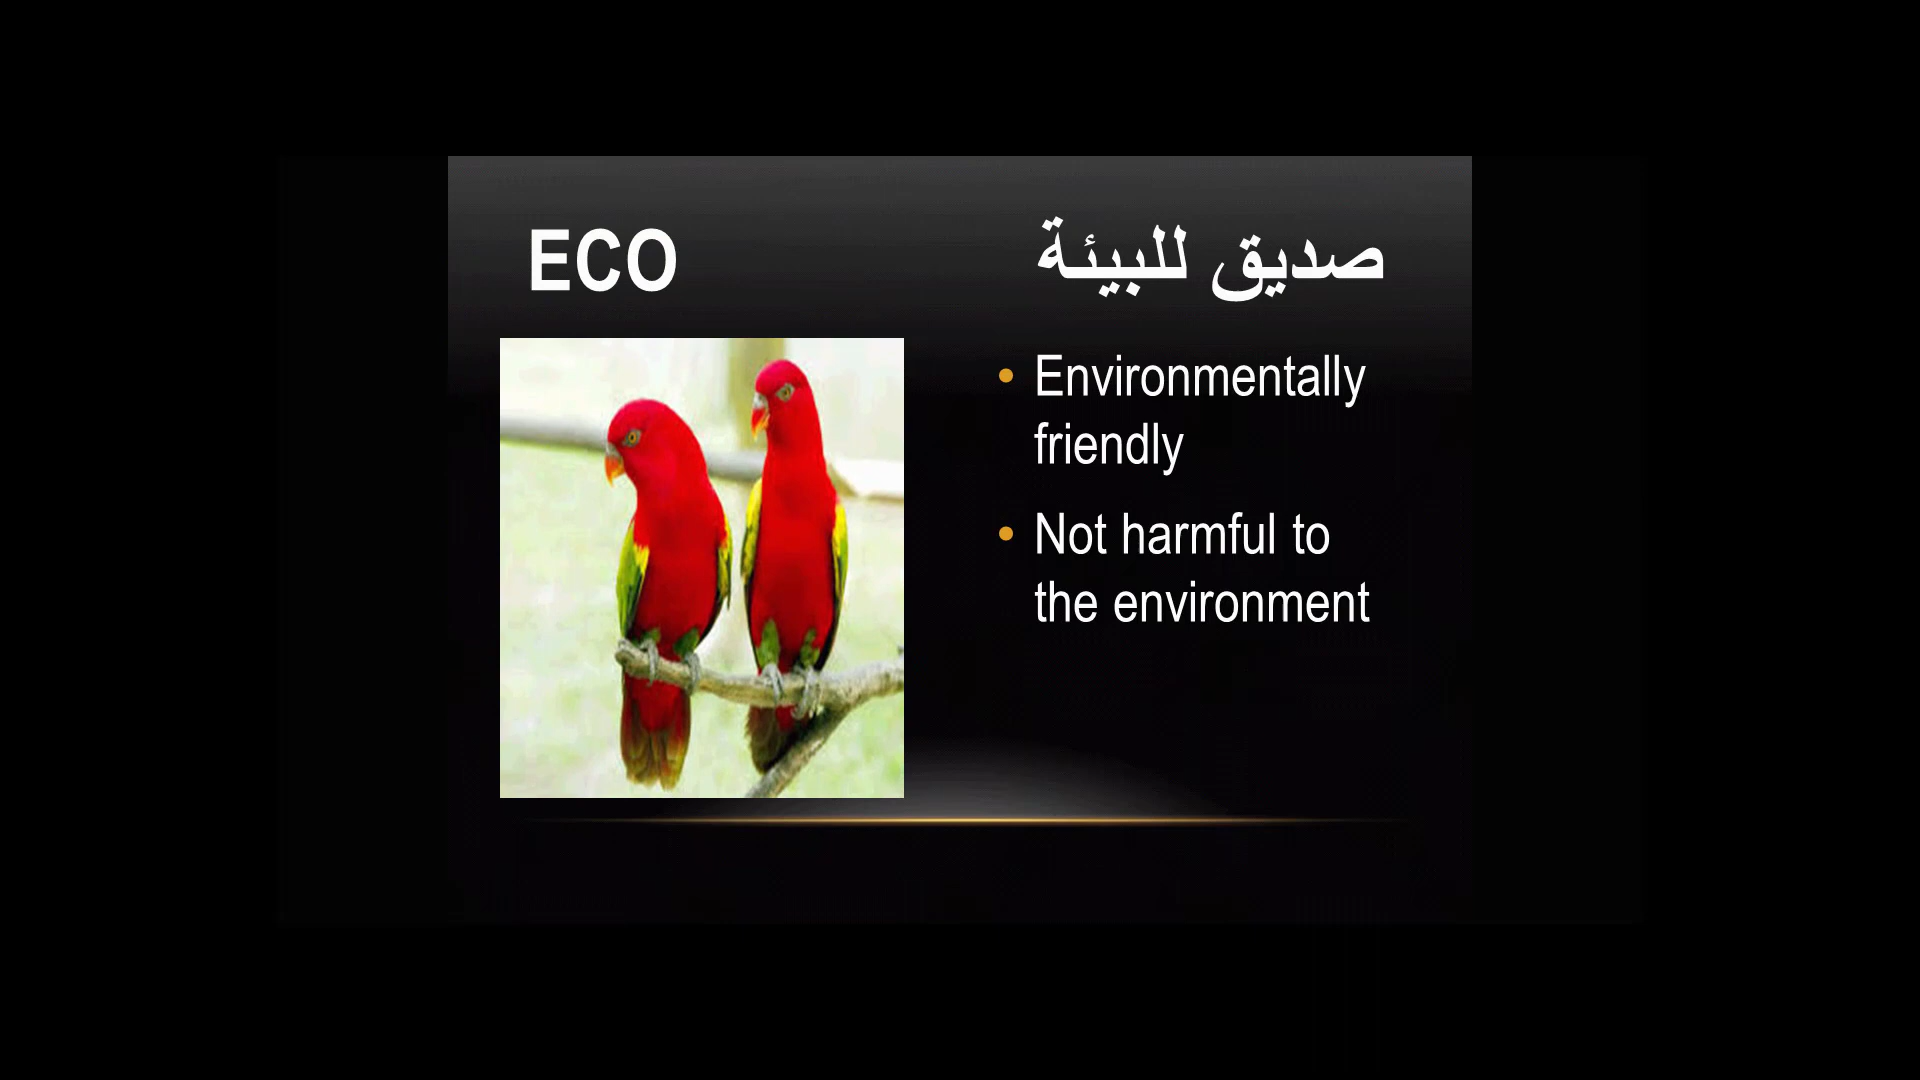 ECO
صديق للبيئة
• Environmentally
friendly
• Not harmful to
the environment